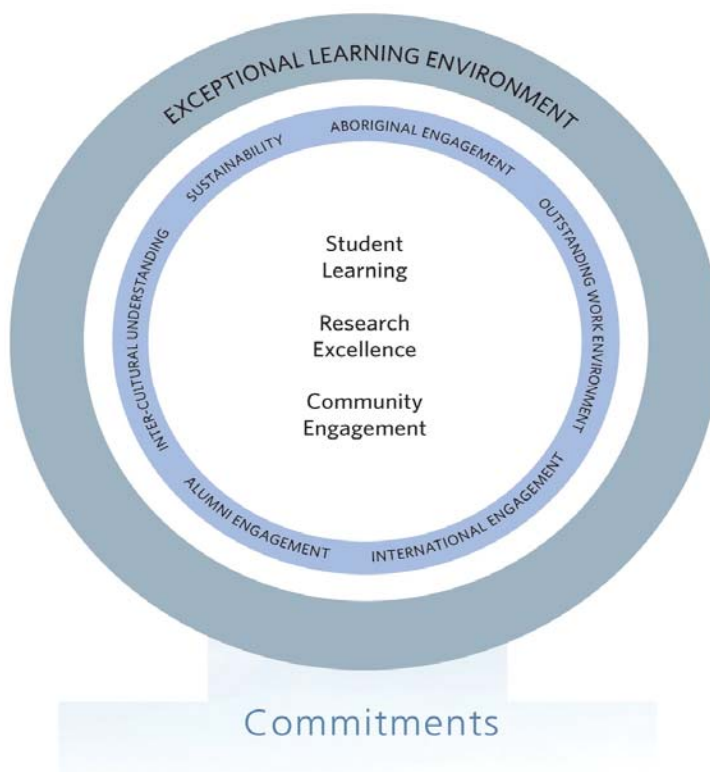 EXCEPTIONAL LEARNING ENVIRONMENT
SUSTAINABILITY
ABORIGINAL ENGAGEMENT
OUTSTANDING WORK ENVIRONMENT
INTERNATIONAL ENGAGEMENT
ALUMNI ENGAGEMENT
INTER-CULTURAL UNDERSTANDING
Student
Learning
Research
Excellence
Community
Engagement
Commitments